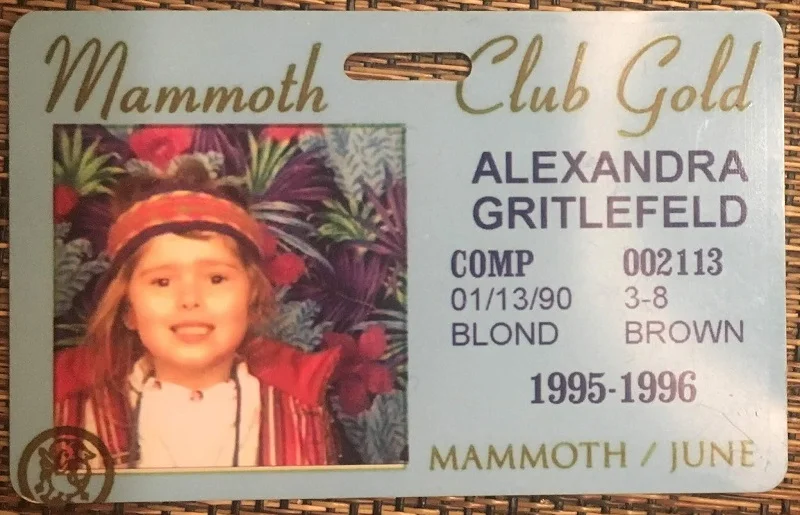 Mammoth Club Gold
ALEXANDRA
GRITLEFELD
COMP 002113
01/13/90 3-8
BLOND BROWN
1995-1996
MAMMOTH / JUNE